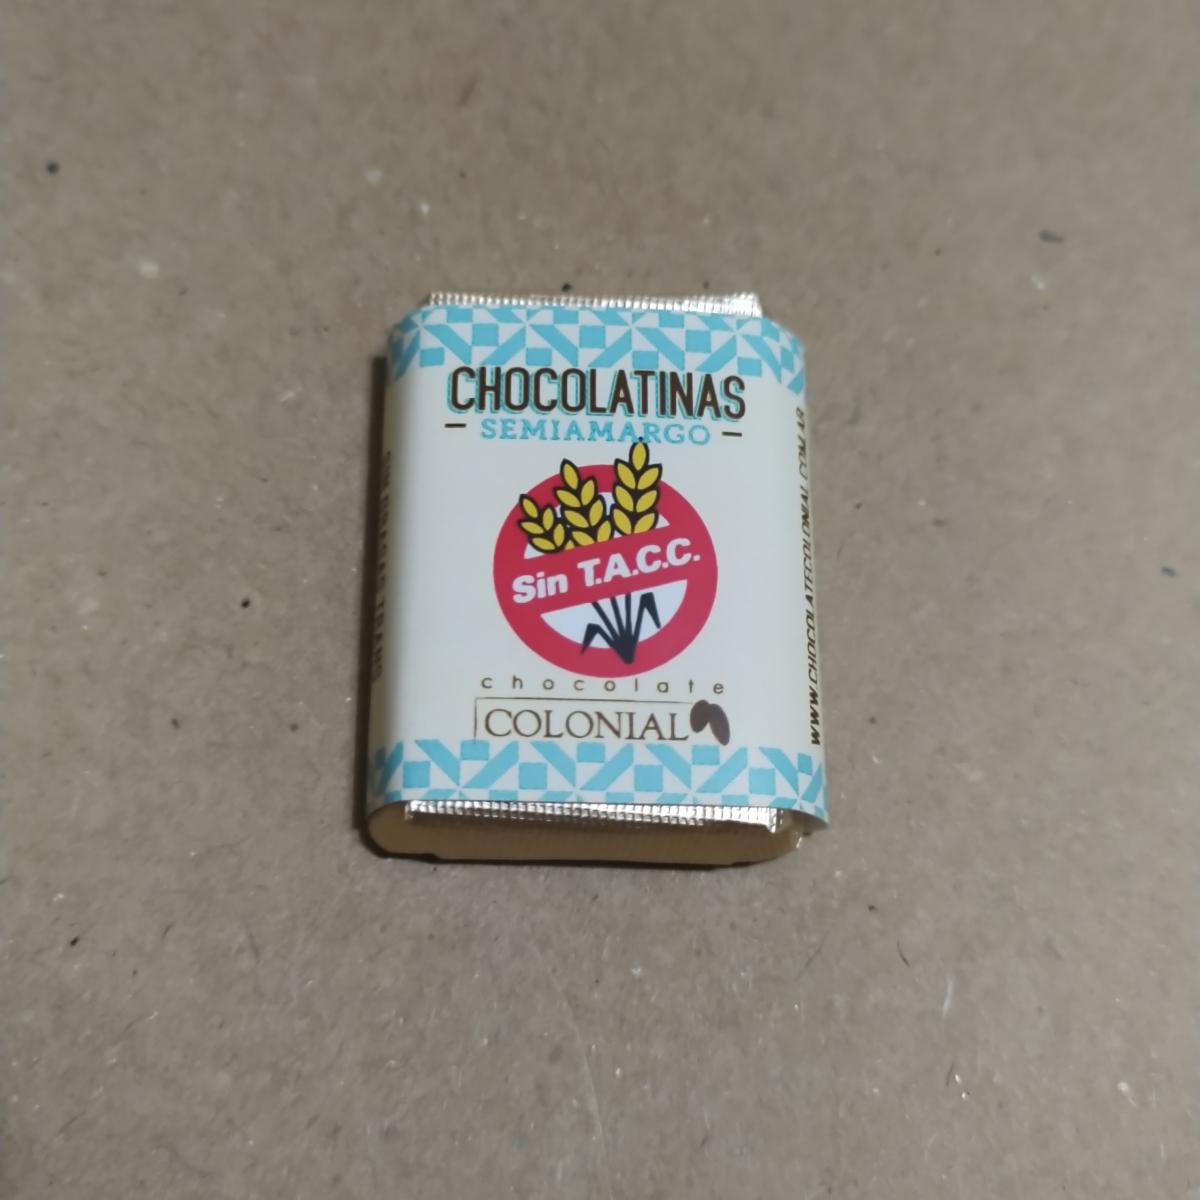 CHOCOLATINAS
SEMIAMARGO
Sin T.A.C.C.
chocolate
COLONIAL
WWW.CHOCOLATECOLONIAL.COM.AR